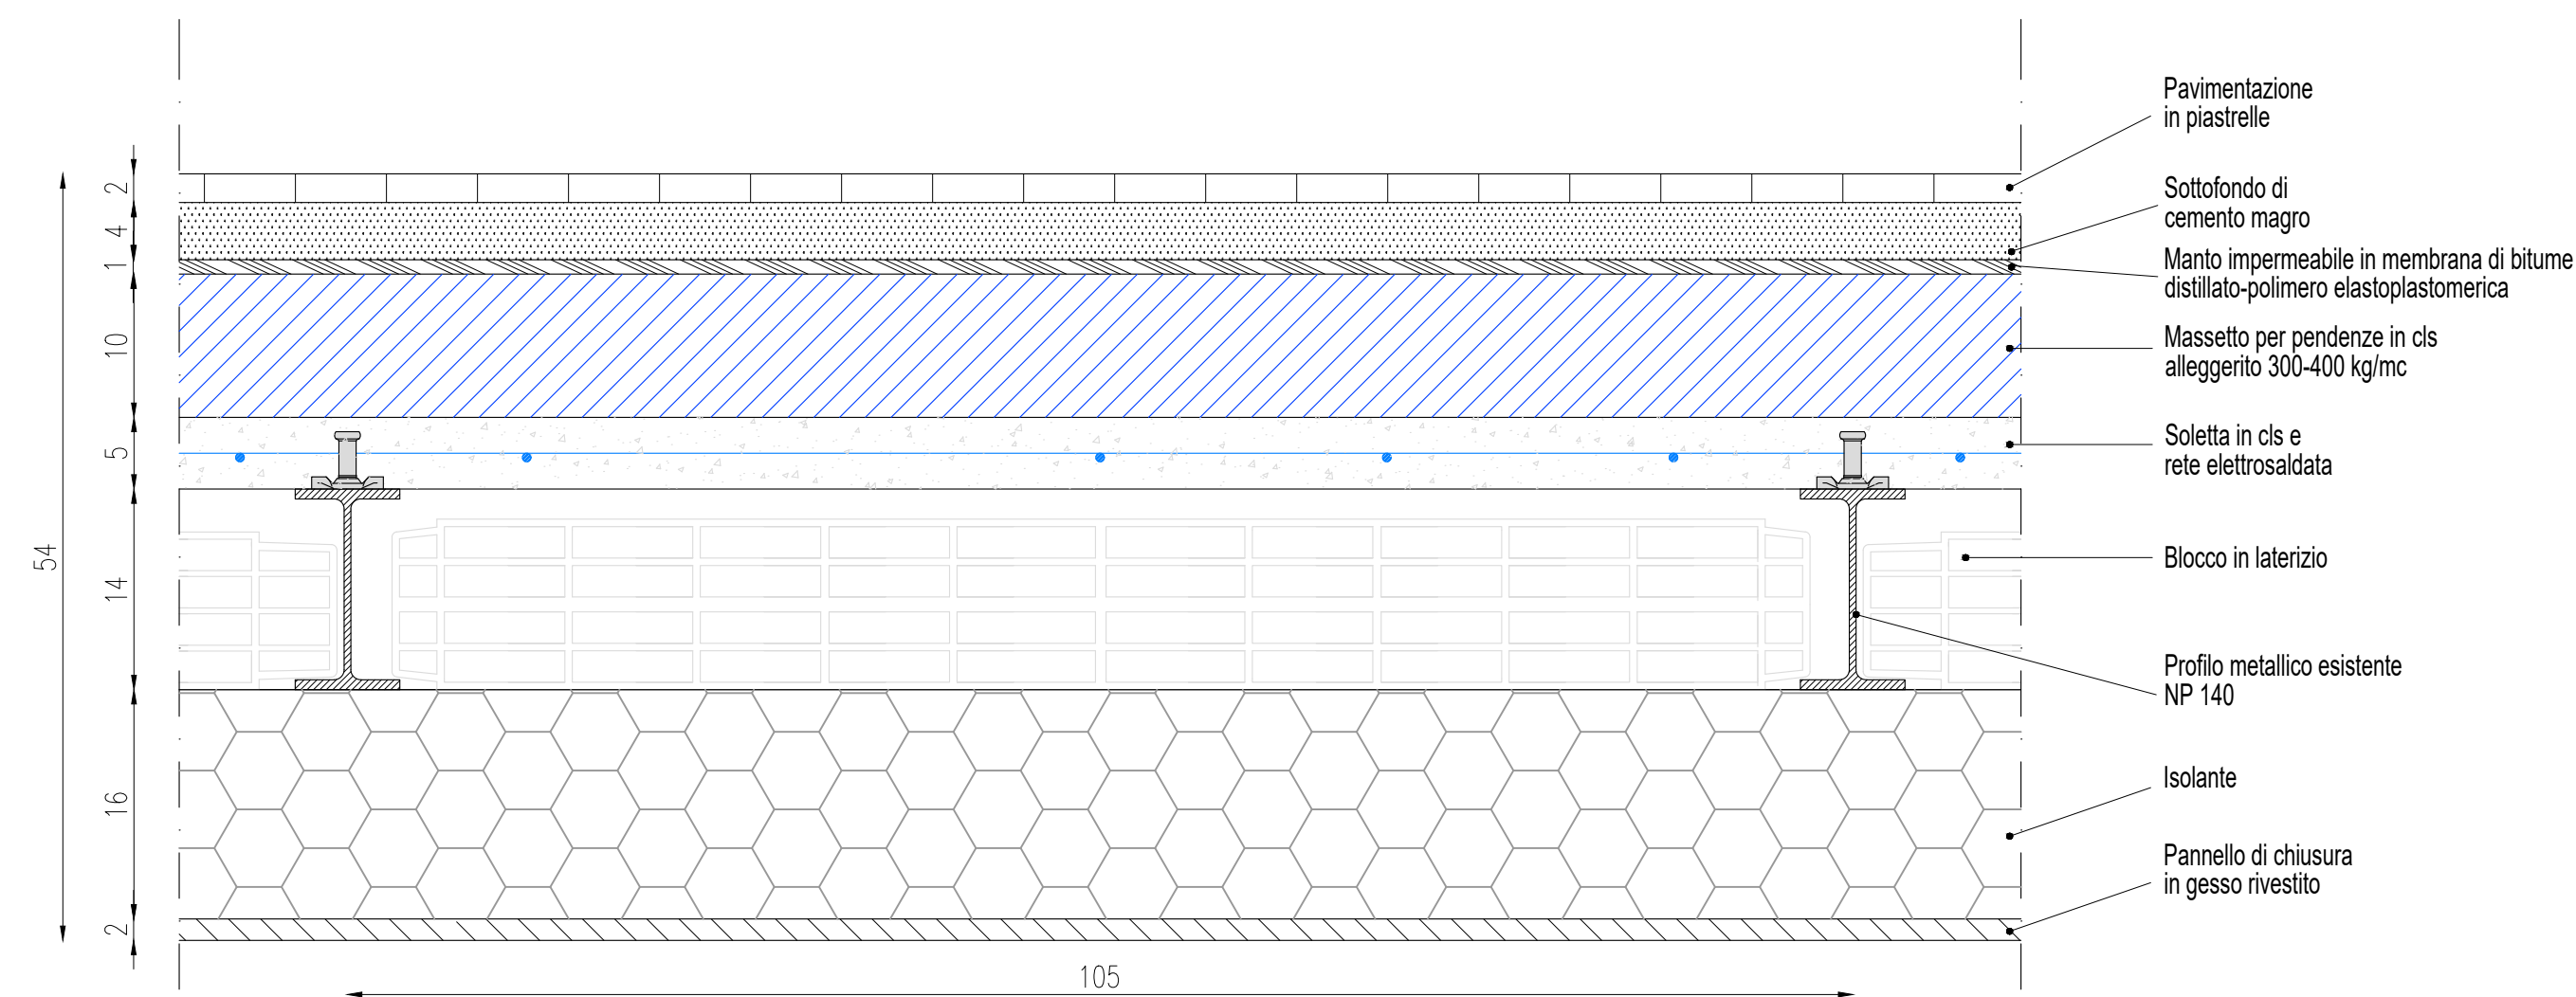 Pavimentazione
in piastrelle
Sottofondo di
cemento magro
Manto impermeabile in membrana di bitume
distillato-polimero elastoplastomerica
Massetto per pendenze in cls
alleggerito 300-400 kg/mc
Soletta in cls e
rete elettrosaldata
Blocco in laterizio
Profilo metallico esistente
NP 140
Isolante
Pannello di chiusura
in gesso rivestito
2
4
1
10
5
14
16
2
54
105